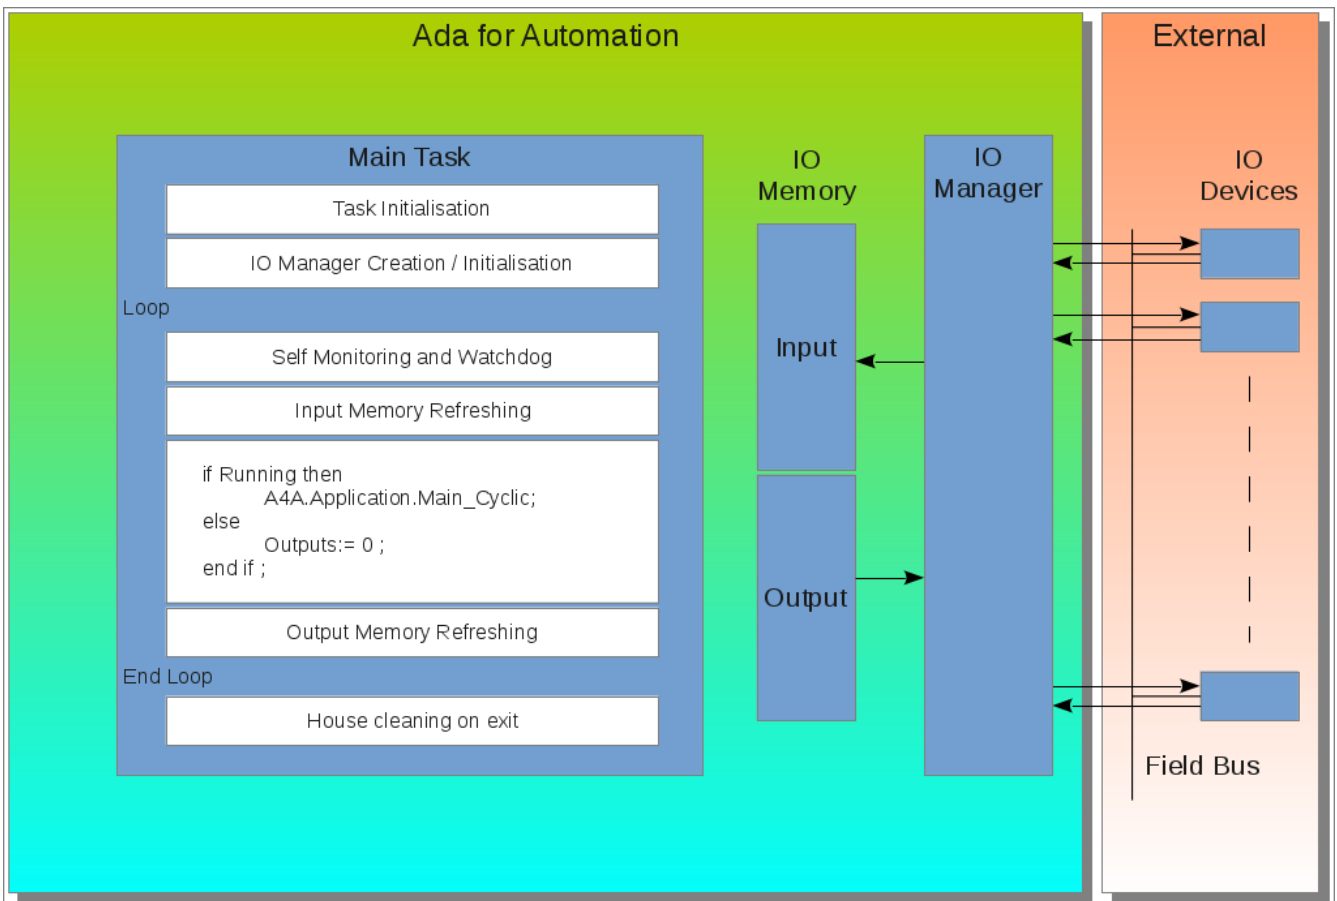 Ada for Automation
External
Main Task
Task Initialisation
IO Manager Creation / Initialisation
Loop
Self Monitoring and Watchdog
Input Memory Refreshing
if Running then
A4A.Application.Main_Cyclic;
else
Outputs:= 0 ;
end if ;
Output Memory Refreshing
End Loop
House cleaning on exit
IO
Memory
Input
Output
IO
Manager
IO
Devices
Field Bus